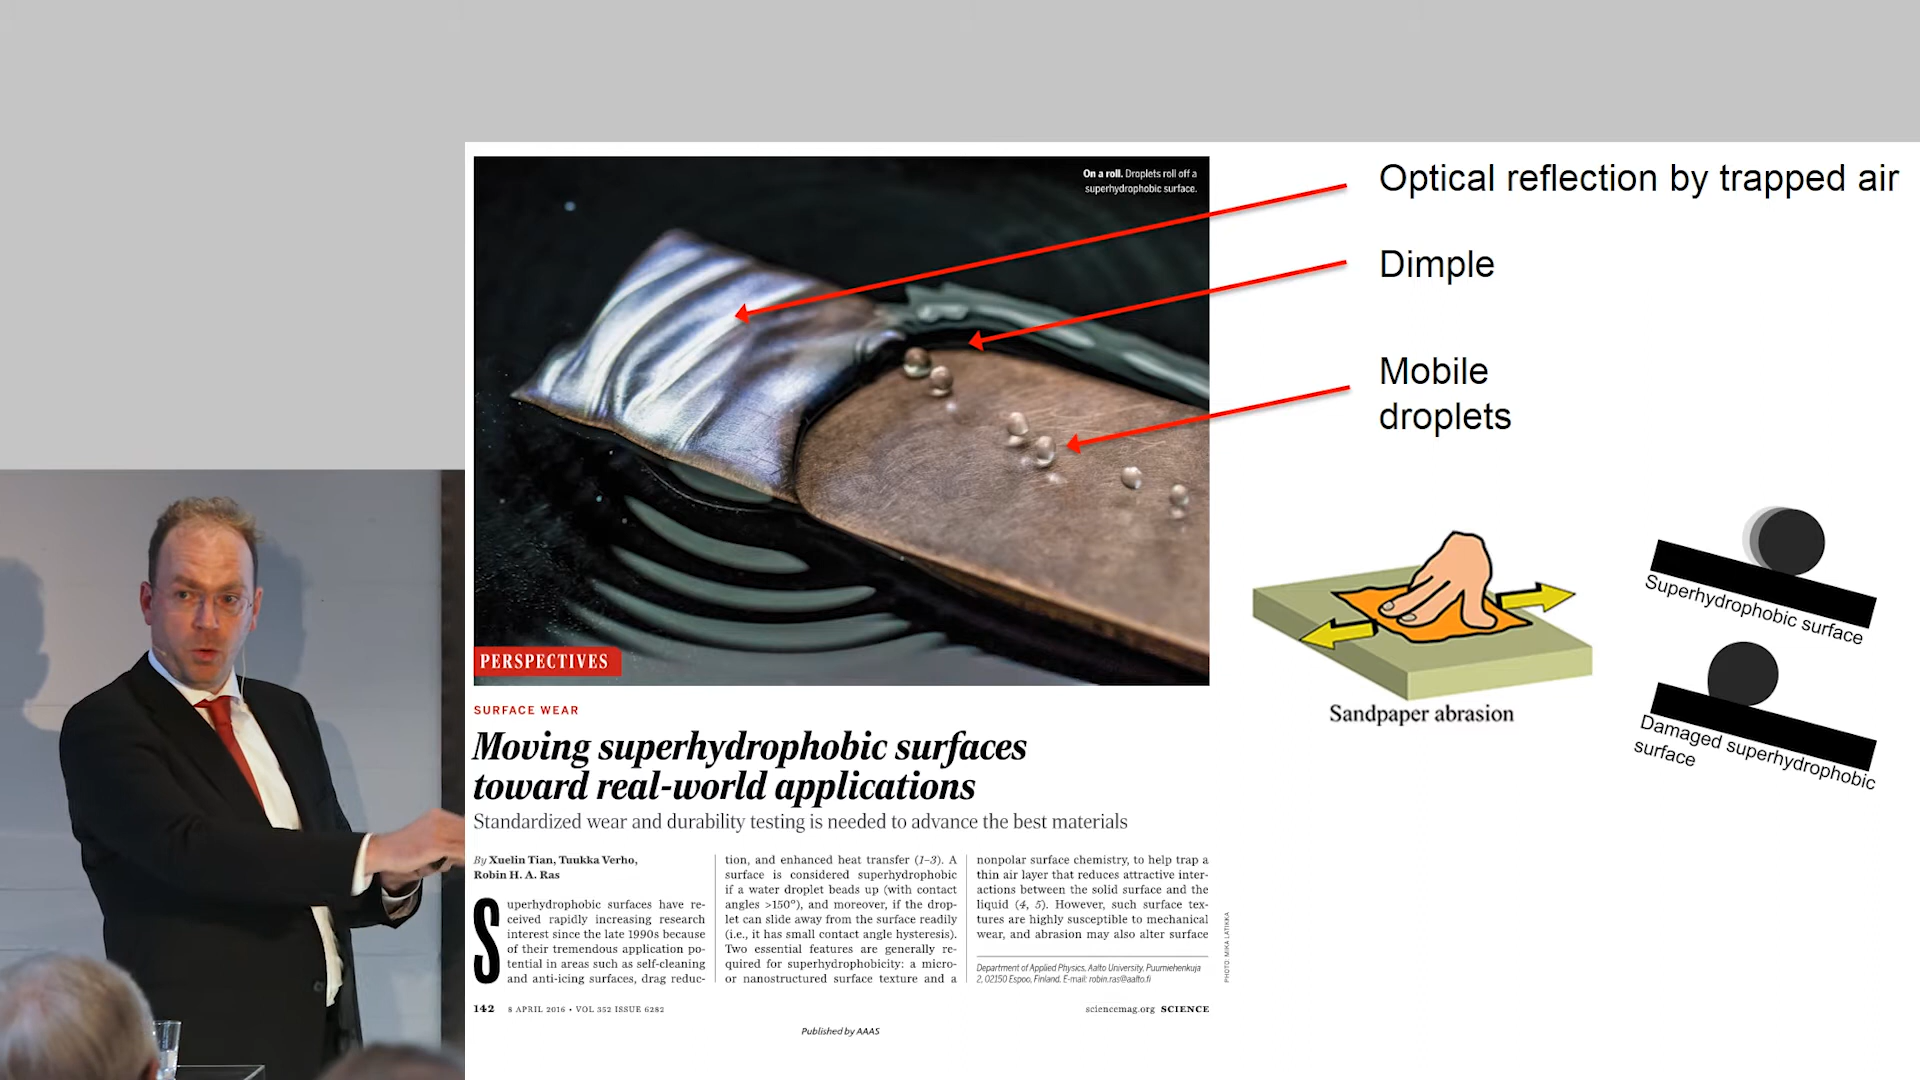 On a roll. Droplets roll off a
superhydrophobic surface.
PERSPECTIVES
Optical reflection by trapped air
Dimple
Mobile
droplets
Sandpaper abrasion
Superhydrophobic surface
Damaged superhydrophobic
surface
SURFACE WEAR
Moving superhydrophobic surfaces
toward real-world applications
Standardized wear and durability testing is needed to advance the best materials
By Xuelin Tian, Tuukka Verho,
Robin H. A. Ras
Superhydrophobic surfaces have re-
ceived rapidly increasing research
interest since the late 1990s because
of their tremendous application po-
tential in areas such as self-cleaning
and anti-icing surfaces, drag reduc-
tion, and enhanced heat transfer (1–3). A
surface is considered superhydrophobic
if a water droplet beads up (with contact
angles >150°), and moreover, if the drop-
let can slide away from the surface readily
(i.e., it has small contact angle hysteresis).
Two essential features are generally re-
quired for superhydrophobicity: a micro-
or nanostructured surface texture and a
nonpolar surface chemistry, to help trap a
thin air layer that reduces attractive inter-
actions between the solid surface and the
liquid (4, 5). However, such surface tex-
tures are highly susceptible to mechanical
wear, and abrasion may also alter surface
Department of Applied Physics, Aalto University, Puumiehenkuja
2, 02150 Espoo, Finland. E-mail: robin.ras@aalto.fi
PHOTO: MIKA LATIKKA
142 8 APRIL 2016 • VOL 352 ISSUE 6282
sciencemag.org SCIENCE
Published by AAAS